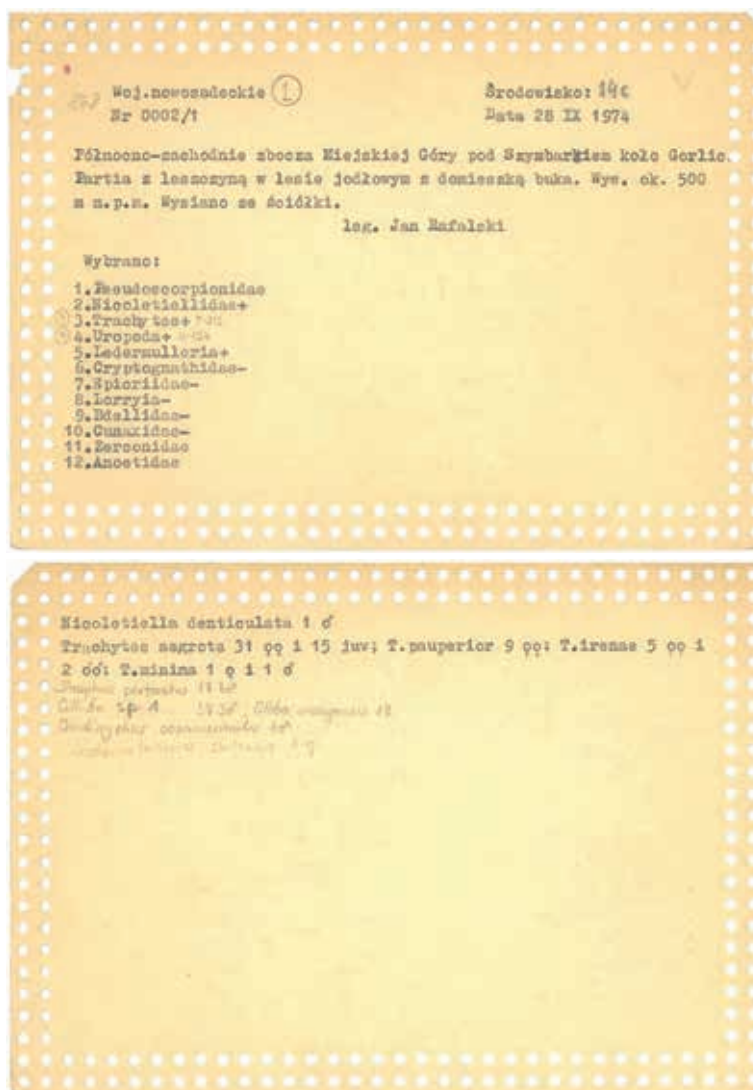 Woj.nowosadeckie 1
Środowisko: 14c
Nr 0002/1
Data 28 IX 1974
Północno-zachodnie zbocza Miejskiej Góry pod Szymbarkiem koło Gorlic.
Partia z leszczyną w lesie jodłowym z domieszką buka. Wys. ok. 500
m n.p.m. Wysiano ze ściółki.
leg. Jan Rafalski
Wybrano:
1.Pseudoscorpionidae
2.Nicoletiellidae+
3.Trachytes+
4.Uropoda+
5.Ledermulleria+
6.Cryptognathidae-
7.Epiriidae-
8.Lorryia-
9.Bdellidae-
10.Cunaxidae-
11.Zerconidae
12.Anoetidae
Nicoletiella denticulata 1 ♂
Trachytes aegrota 31 ♀♀ i 15 juv; T.pauperior 9 ♀♀; T.irenae 5 ♀♀ i
2 ♂♂; T.minima 1 ♀ i 1 ♂
sp 1